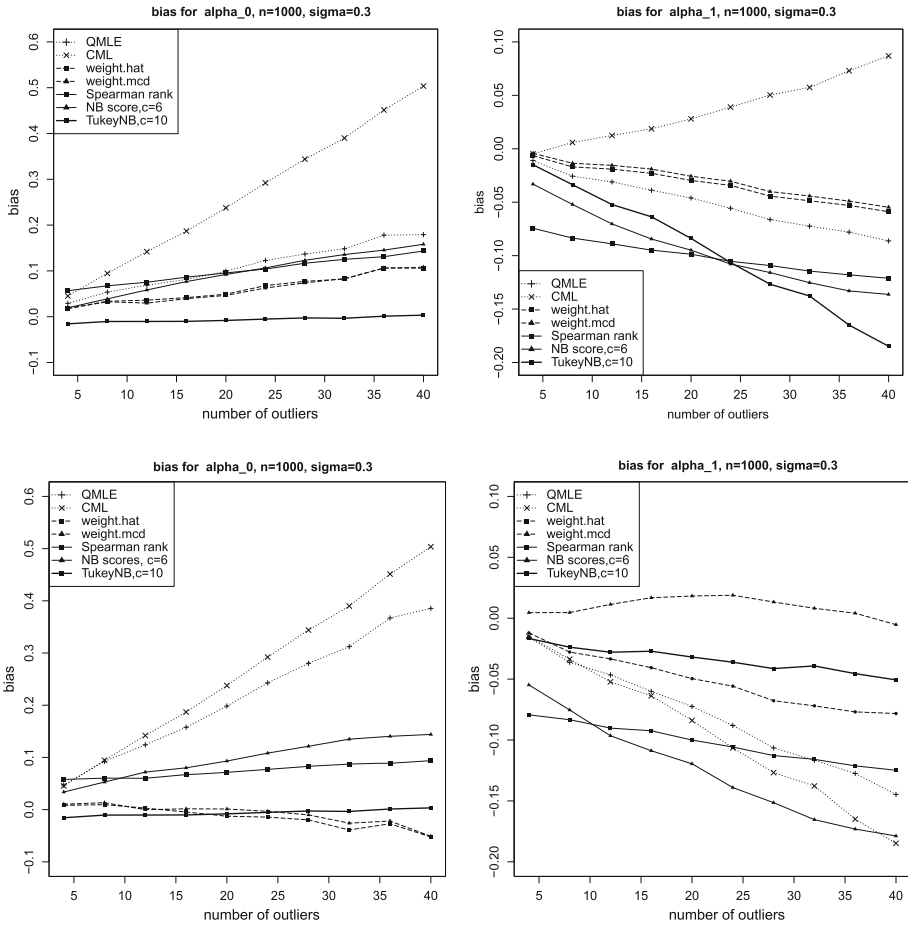 bias for alpha_0, n=1000, sigma=0.3
QMLE
CML
weight.hat
weight.mcd
Spearman rank
NB score,c=6
TukeyNB,c=10
bias
0.6
0.5
0.4
0.3
0.2
0.1
0.0
−0.1
5 10 15 20 25 30 35 40
number of outliers
bias for alpha_1, n=1000, sigma=0.3
QMLE
CML
weight.hat
weight.mcd
Spearman rank
NB score,c=6
TukeyNB,c=10
bias
0.10
0.05
0.00
−0.05
−0.10
−0.15
−0.20
5 10 15 20 25 30 35 40
number of outliers
bias for alpha_0, n=1000, sigma=0.3
QMLE
CML
weight.hat
weight.mcd
Spearman rank
NB scores, c=6
TukeyNB,c=10
bias
0.6
0.5
0.4
0.3
0.2
0.1
0.0
−0.1
5 10 15 20 25 30 35 40
number of outliers
bias for alpha_1, n=1000, sigma=0.3
QMLE
CML
weight.hat
weight.mcd
Spearman rank
NB score,c=6
TukeyNB,c=10
bias
0.10
0.05
0.00
−0.05
−0.10
−0.15
−0.20
5 10 15 20 25 30 35 40
number of outliers